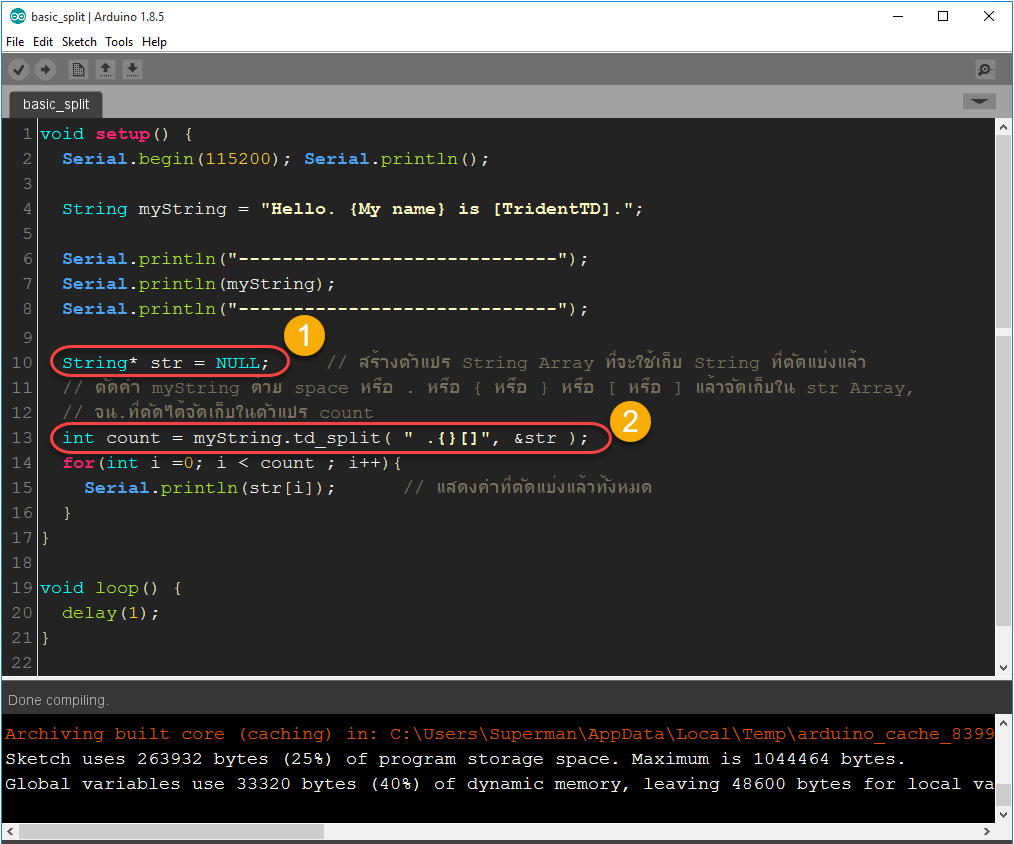 basic_split | Arduino 1.8.5
File Edit Sketch Tools Help
basic_split
1 void setup() {
2 Serial.begin(115200); Serial.println();
3
4 String myString = "Hello. {My name} is [TridentTD].";
5
6 Serial.println("-----------------------------");
7 Serial.println(myString);
8 Serial.println("-----------------------------");
9
1
10 String* str = NULL; // สร้างตัวแปร String Array ที่จะใช้เก็บ String ที่ตัดแบ่งแล้ว
11 // ตัดคำ myString ด้วย space หรือ . หรือ { หรือ } หรือ [ หรือ ] แล้วจัดเก็บใน str Array,
12 // จน.ที่ตัดได้จัดเก็บในตัวแปร count
2
13 int count = myString.td_split( " .{}[]", &str );
14 for(int i =0; i < count ; i++){
15 Serial.println(str[i]); // แสดงคำที่ตัดแบ่งแล้วทั้งหมด
16 }
17 }
18
19 void loop() {
20 delay(1);
21 }
22
Done compiling.
Archiving built core (caching) in: C:\Users\Superman\AppData\Local\Temp\arduino_cache_8399
Sketch uses 263932 bytes (25%) of program storage space. Maximum is 1044464 bytes.
Global variables use 33320 bytes (40%) of dynamic memory, leaving 48600 bytes for local va